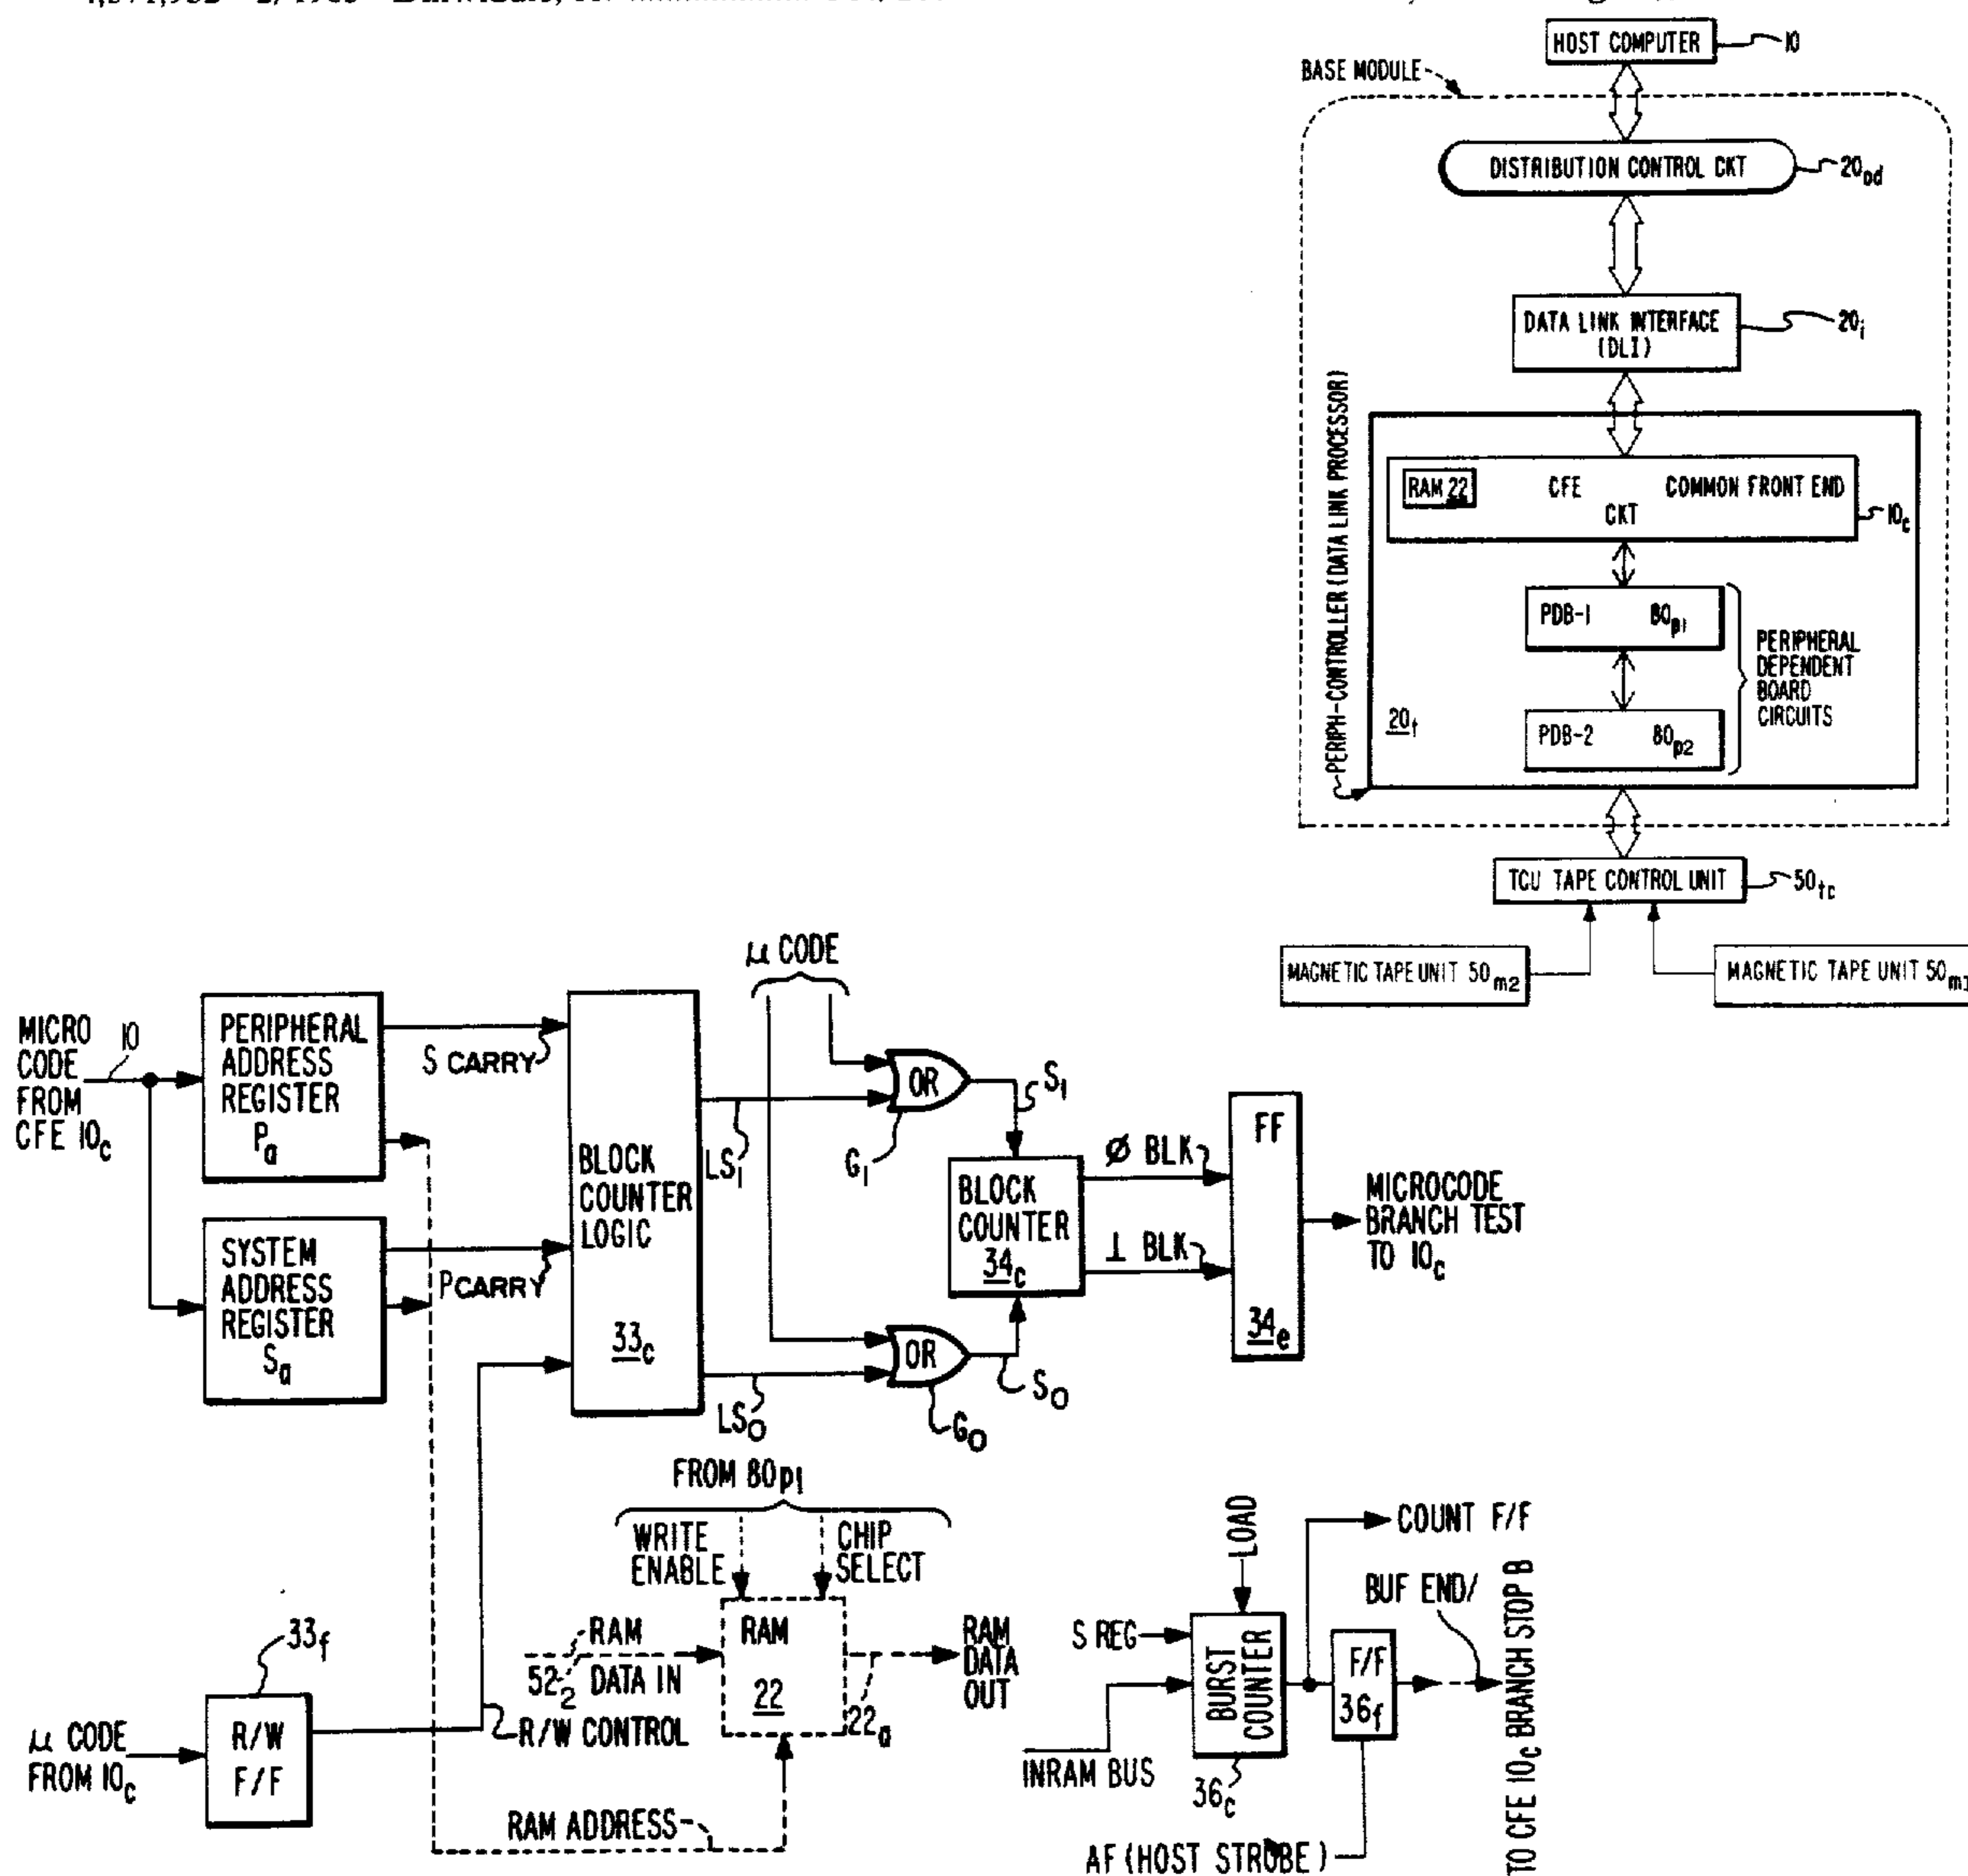 HOST COMPUTER
10
BASE MODULE
DISTRIBUTION CONTROL CKT
20od
DATA LINK INTERFACE
(DLI)
20i
PERIPH-CONTROLLER (DATA LINK PROCESSOR)
RAM 22
CFE
COMMON FRONT END
CKT
10c
PDB-1 80p1
PERIPHERAL
DEPENDENT
BOARD
CIRCUITS
20t
PDB-2 80p2
TCU TAPE CONTROL UNIT
50tc
MAGNETIC TAPE UNIT 50m2
MAGNETIC TAPE UNIT 50m1
μ CODE
MICRO
CODE
FROM
CFE 10c
10
PERIPHERAL
ADDRESS
REGISTER
Pa
S CARRY
SYSTEM
ADDRESS
REGISTER
Sa
P CARRY
BLOCK
COUNTER
LOGIC
33c
LS1
LS0
OR
G1
S1
OR
G0
S0
BLOCK
COUNTER
34c
Ø BLK
⊥ BLK
FF
34e
MICROCODE
BRANCH TEST
TO 10c
FROM 80p1
WRITE
ENABLE
CHIP
SELECT
RAM
DATA IN
522
RAM
22
22a
RAM
DATA
OUT
μ CODE
FROM 10c
33f
R/W
F/F
R/W CONTROL
RAM ADDRESS
LOAD
S REG
INRAM BUS
BURST
COUNTER
36c
COUNT F/F
F/F
36f
BUF END/
TO CFE 10c BRANCH STOP B
AF (HOST STROBE)